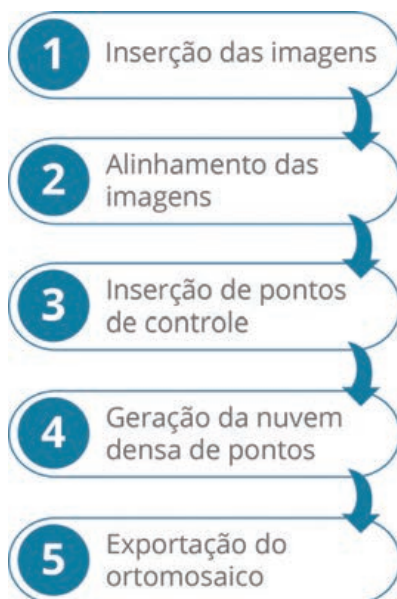 1 Inserção das imagens
2 Alinhamento das
imagens
3 Inserção de pontos
de controle
4 Geração da nuvem
densa de pontos
5 Exportação do
ortomosaico